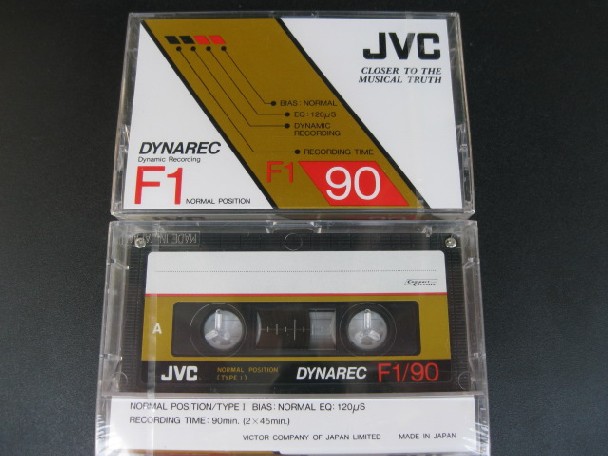 JVC
CLOSER TO THE
MUSICAL TRUTH
BIAS: NORMAL
EQ: 120μS
DYNAMIC
RECORDING
RECORDING TIME
DYNAREC
Dynamic Recording
F1
NORMAL POSITION
F1 90
MADE IN
A
JVC
NORMAL POSITION
(TYPE I)
DYNAREC F1/90
NORMAL POSITION/TYPE I BIAS: NORMAL EQ: 120μS
RECORDING TIME: 90min. (2×45min.)
VICTOR COMPANY OF JAPAN LIMITED MADE IN JAPAN